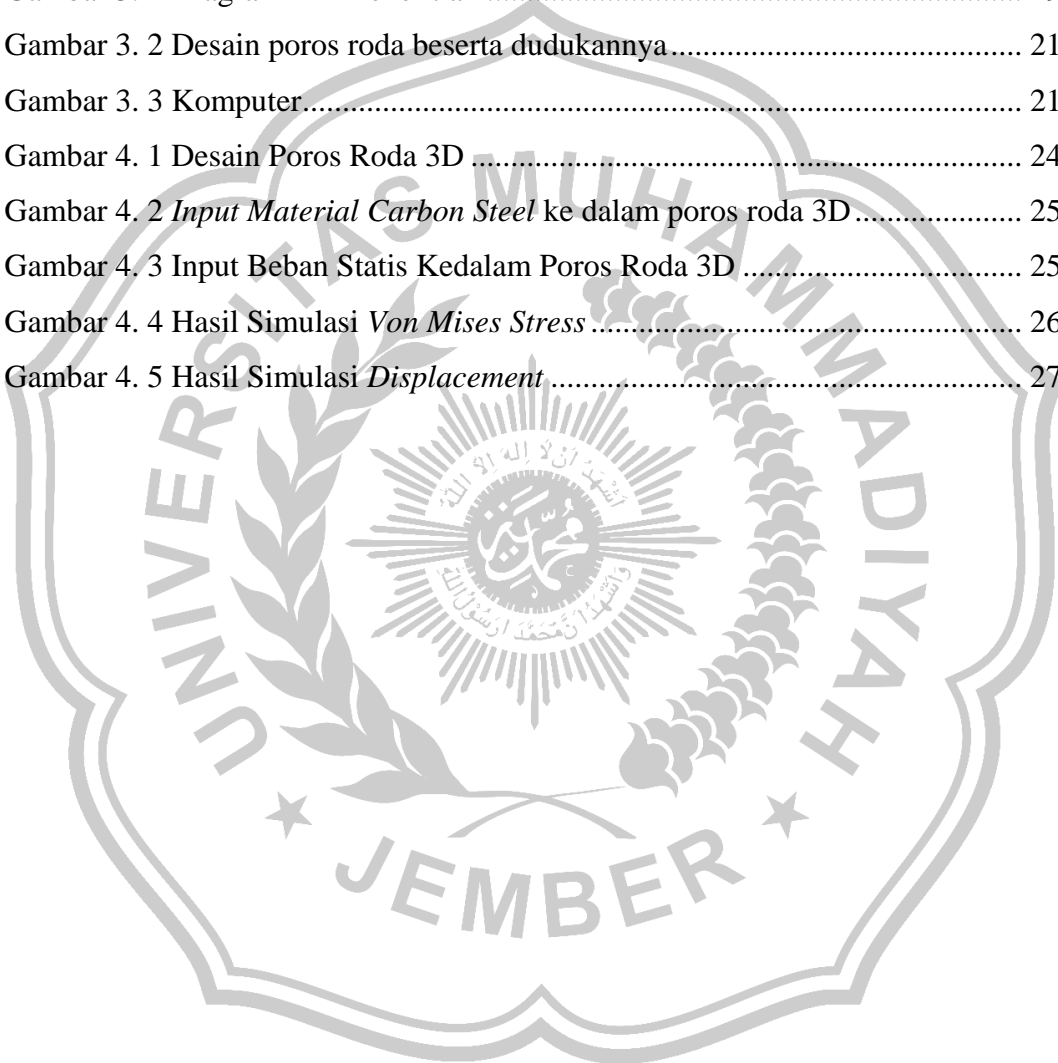 Gambar 3. 2 Desain poros roda beserta dudukannya............................................. 21
Gambar 3. 3 Komputer.......................................................................................... 21
Gambar 4. 1 Desain Poros Roda 3D ..................................................................... 24
Gambar 4. 2 Input Material Carbon Steel ke dalam poros roda 3D..................... 25
Gambar 4. 3 Input Beban Statis Kedalam Poros Roda 3D ................................... 25
Gambar 4. 4 Hasil Simulasi Von Mises Stress...................................................... 26
Gambar 4. 5 Hasil Simulasi Displacement ........................................................... 27
UNIVERSITAS MUHAMMADIYAH
JEMBER